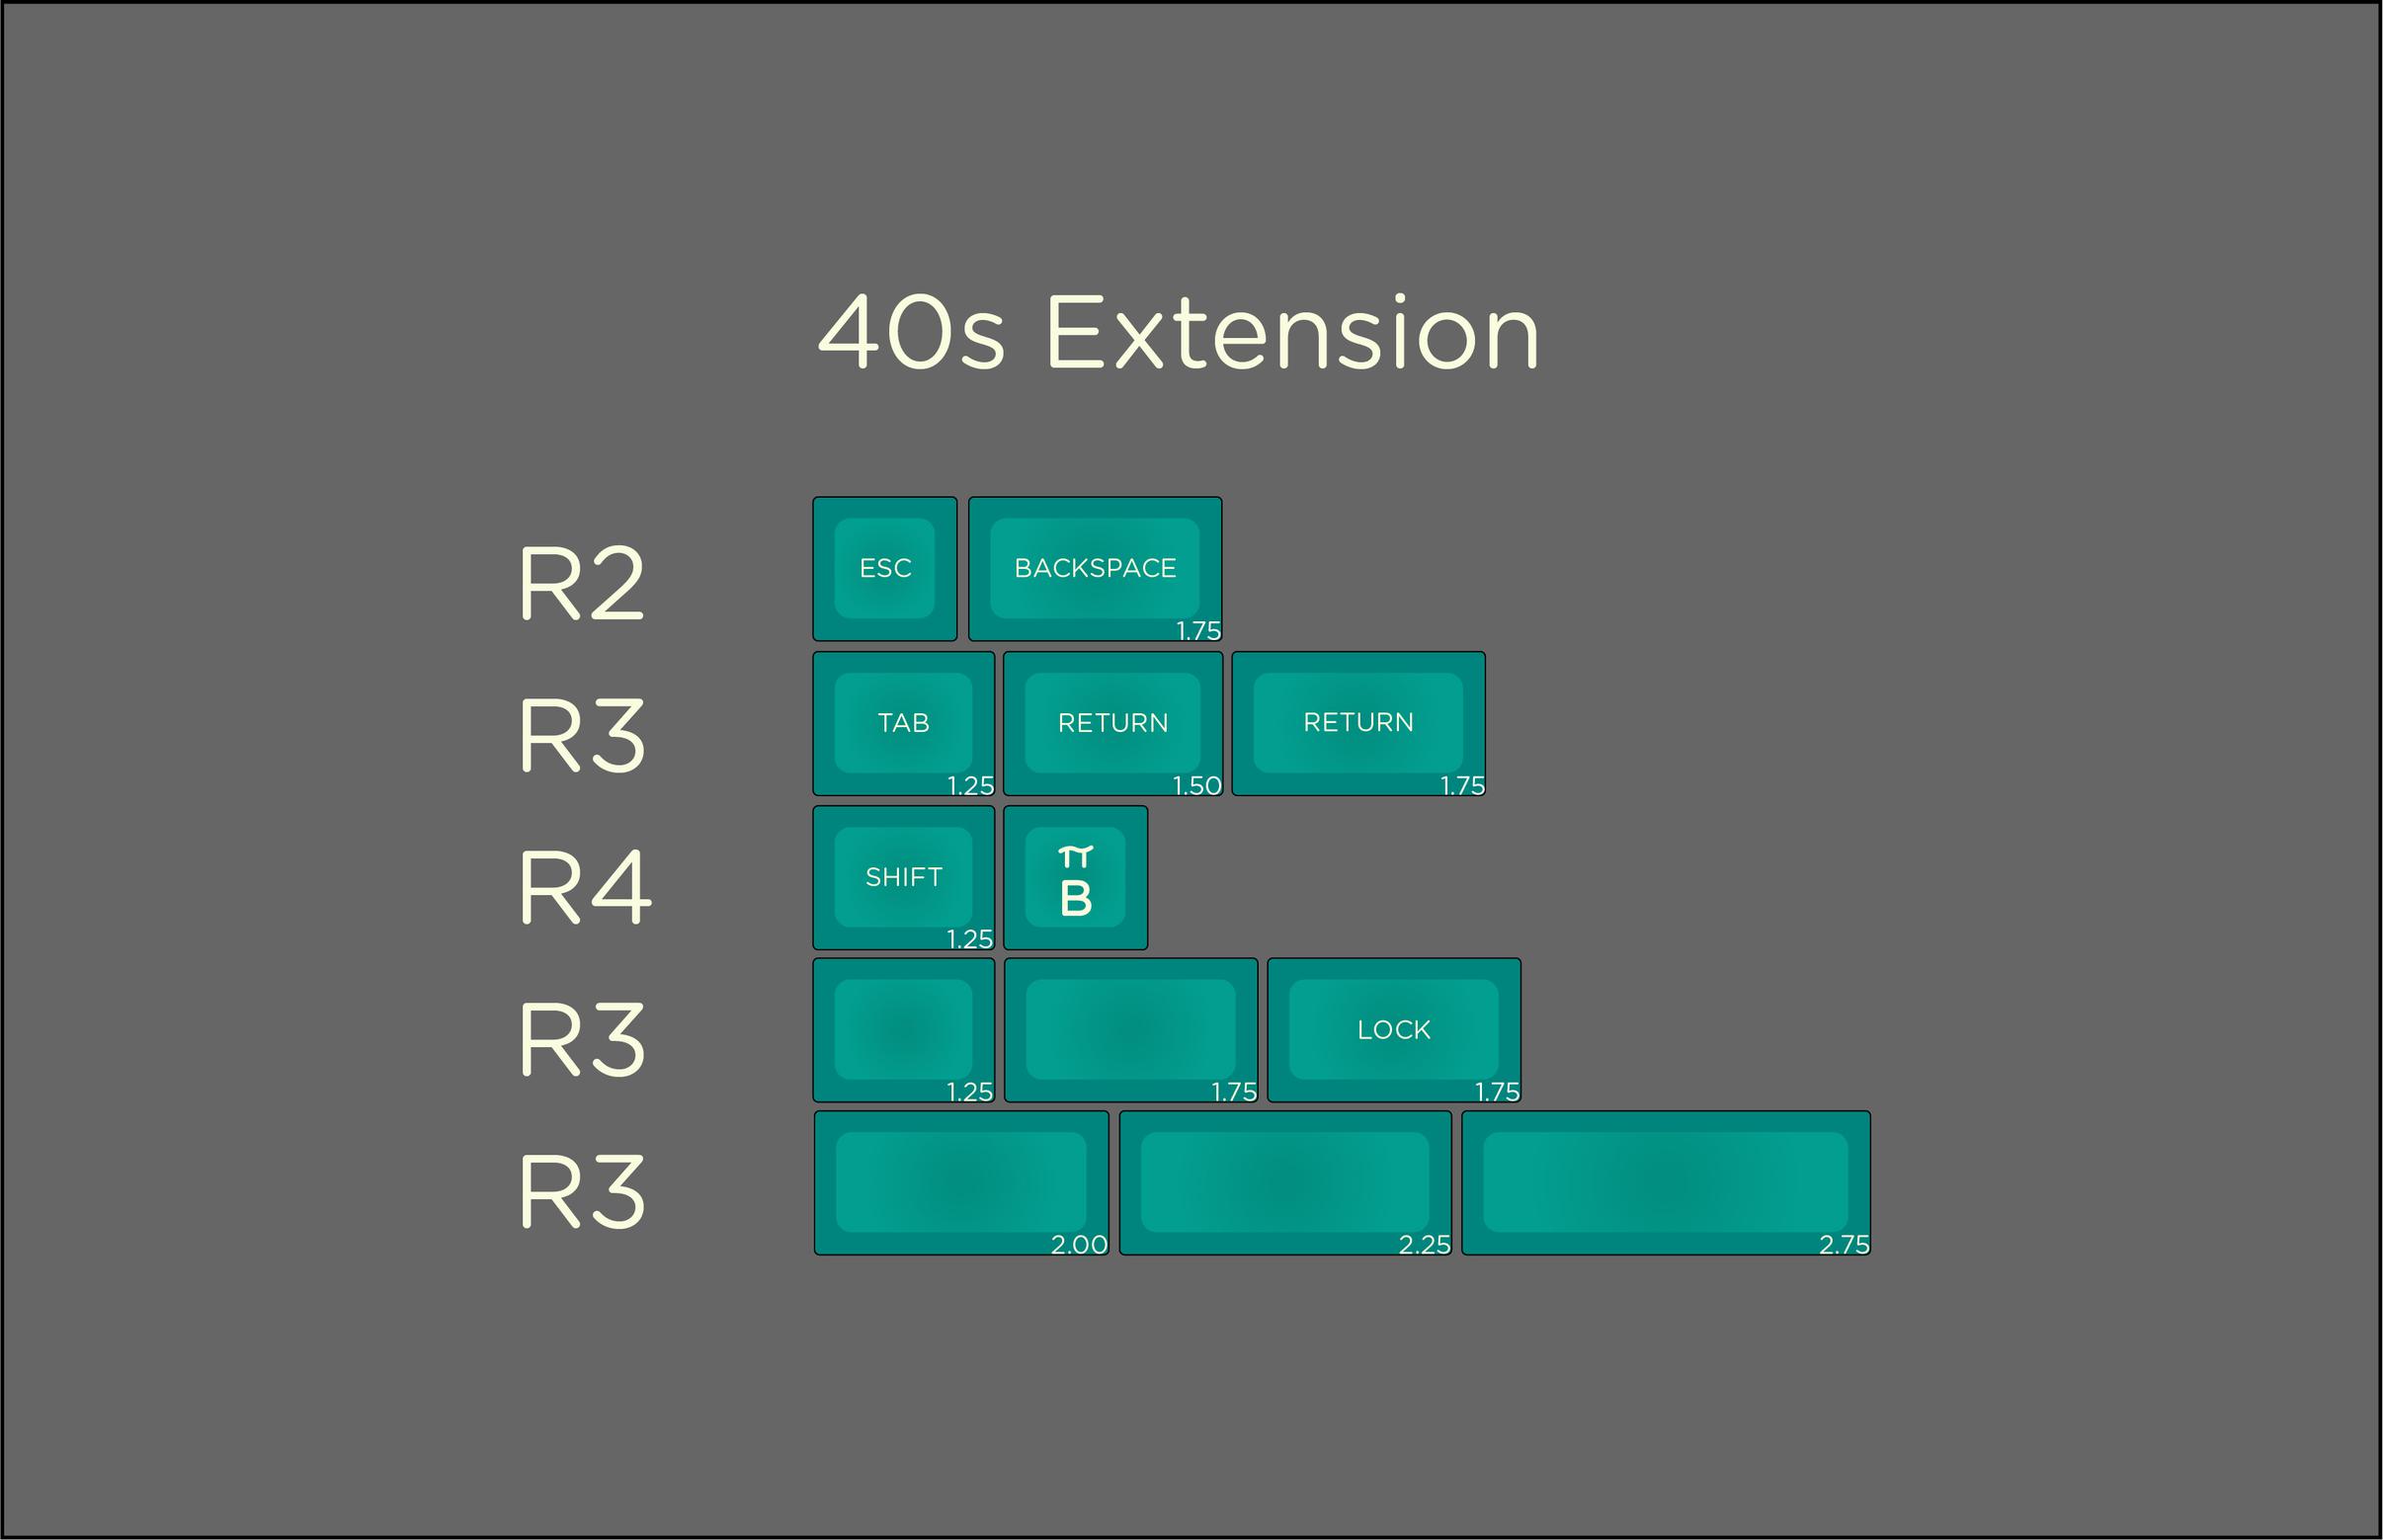 40s Extension
R2 ESC BACKSPACE
1.75
R3 TAB RETURN RETURN
1.25 1.50 1.75
R4 SHIFT π
B
1.25
R3 LOCK
1.25 1.75 1.75
R3
2.00 2.25 2.75